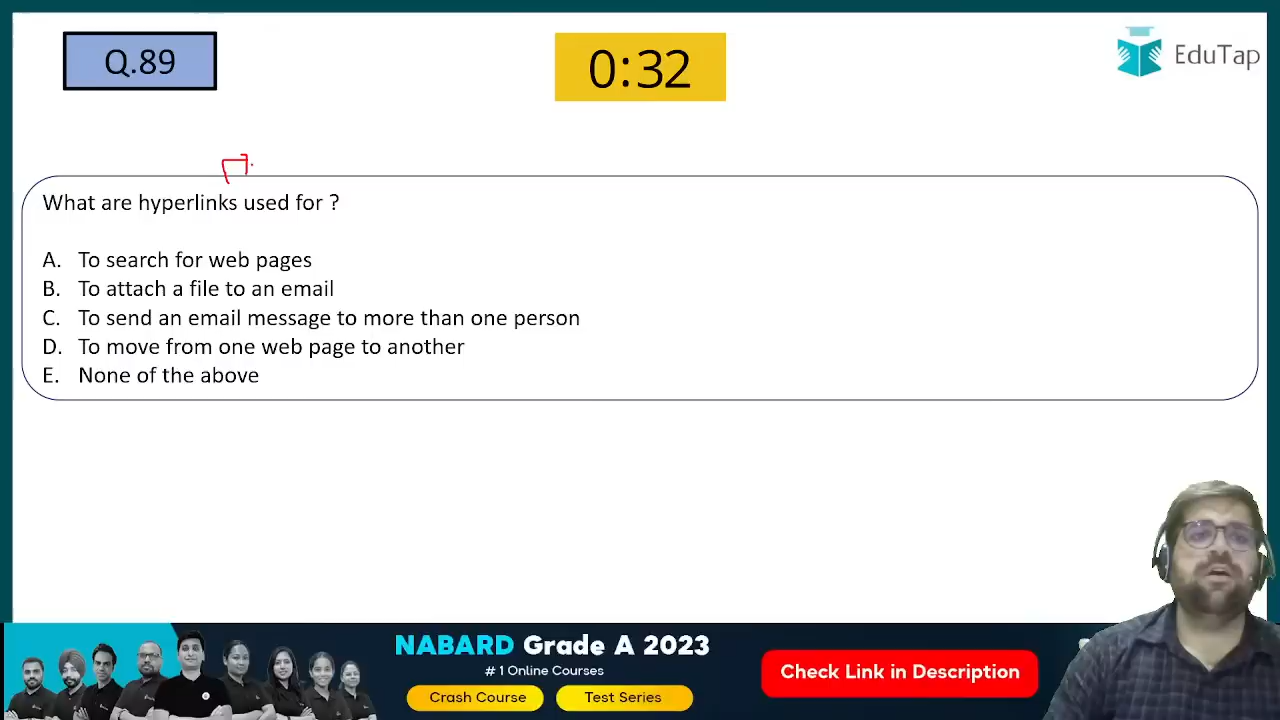 Q.89
0:32
EduTap
What are hyperlinks used for ?
A. To search for web pages
B. To attach a file to an email
C. To send an email message to more than one person
D. To move from one web page to another
E. None of the above
NABARD Grade A 2023
# 1 Online Courses
Crash Course
Test Series
Check Link in Description